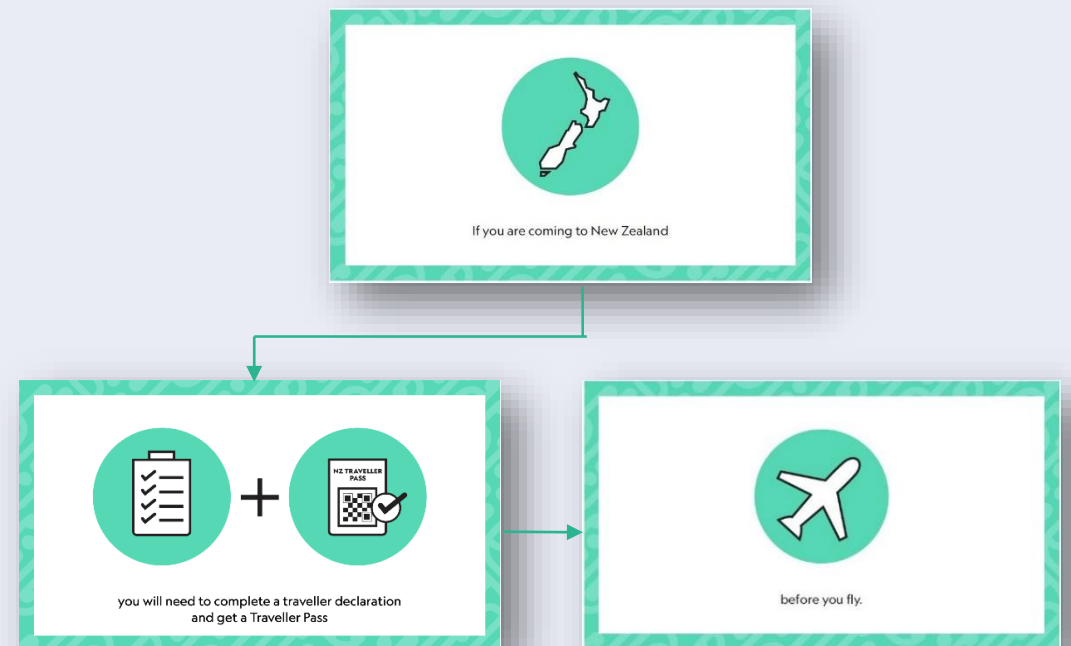 If you are coming to New Zealand
NZ TRAVELLER
PASS
you will need to complete a traveller declaration
and get a Traveller Pass
before you fly.